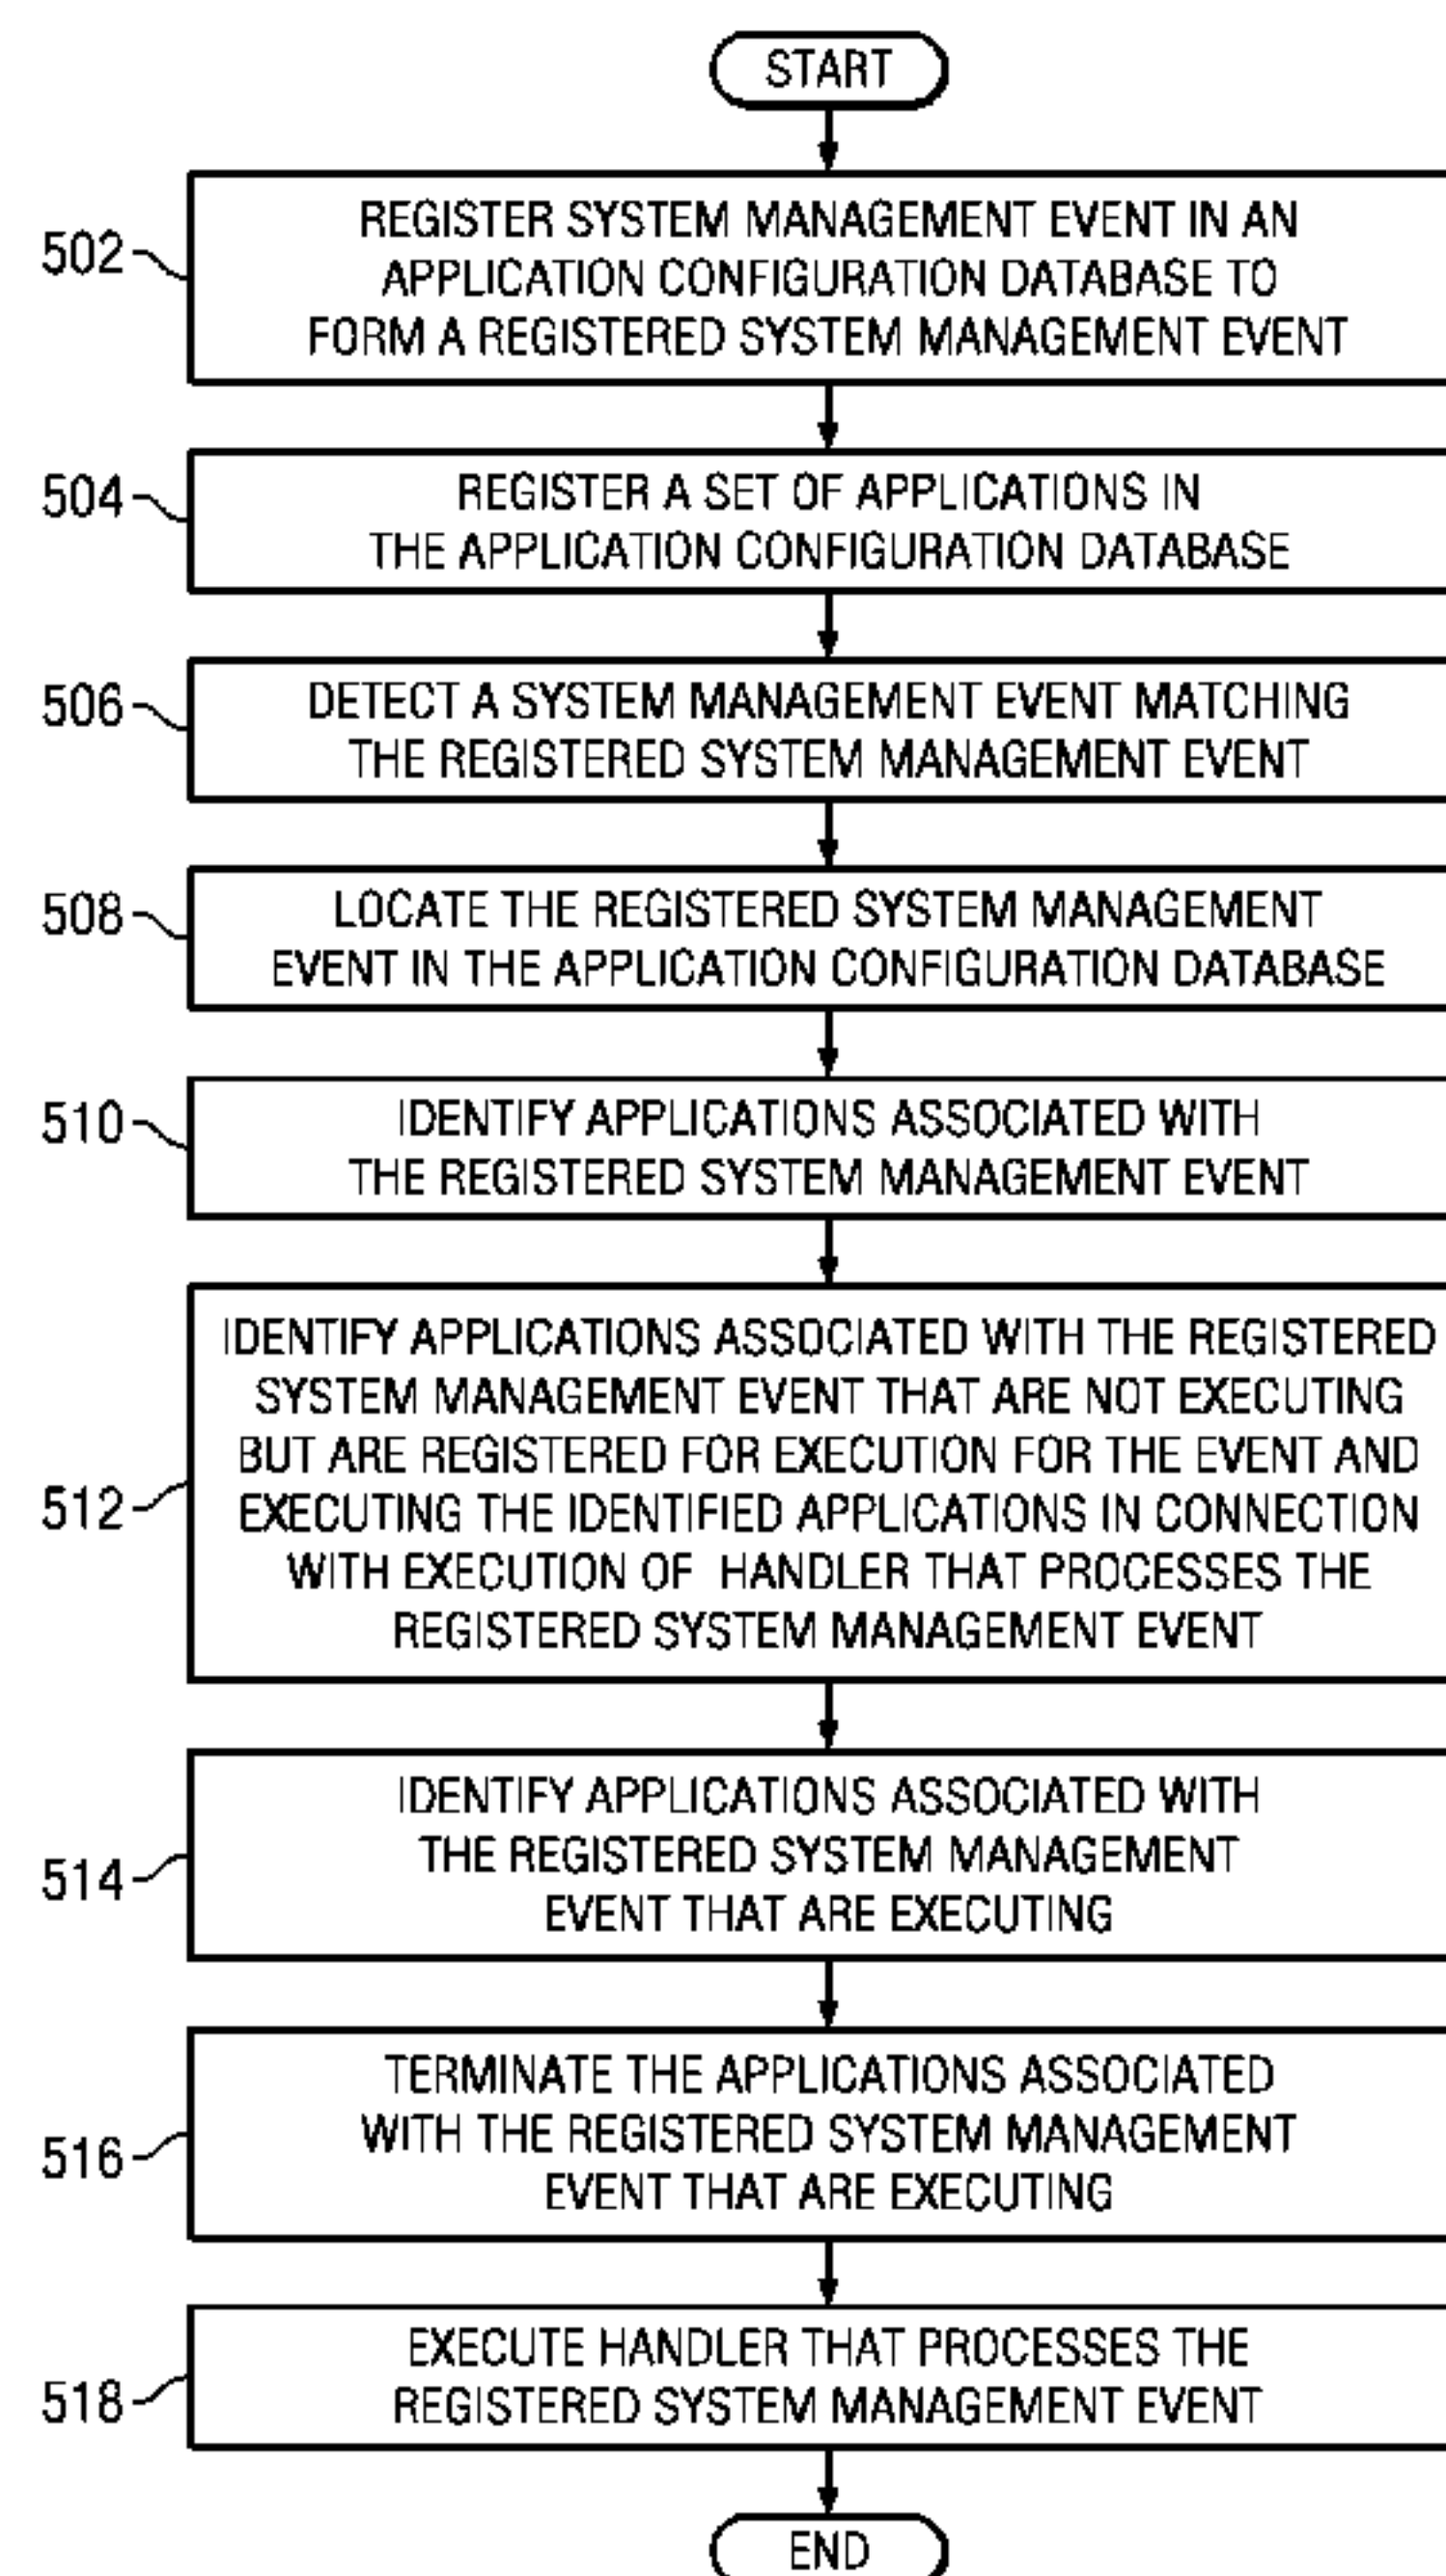 START
502
REGISTER SYSTEM MANAGEMENT EVENT IN AN
APPLICATION CONFIGURATION DATABASE TO
FORM A REGISTERED SYSTEM MANAGEMENT EVENT
504
REGISTER A SET OF APPLICATIONS IN
THE APPLICATION CONFIGURATION DATABASE
506
DETECT A SYSTEM MANAGEMENT EVENT MATCHING
THE REGISTERED SYSTEM MANAGEMENT EVENT
508
LOCATE THE REGISTERED SYSTEM MANAGEMENT
EVENT IN THE APPLICATION CONFIGURATION DATABASE
510
IDENTIFY APPLICATIONS ASSOCIATED WITH
THE REGISTERED SYSTEM MANAGEMENT EVENT
512
IDENTIFY APPLICATIONS ASSOCIATED WITH THE REGISTERED
SYSTEM MANAGEMENT EVENT THAT ARE NOT EXECUTING
BUT ARE REGISTERED FOR EXECUTION FOR THE EVENT AND
EXECUTING THE IDENTIFIED APPLICATIONS IN CONNECTION
WITH EXECUTION OF HANDLER THAT PROCESSES THE
REGISTERED SYSTEM MANAGEMENT EVENT
514
IDENTIFY APPLICATIONS ASSOCIATED WITH
THE REGISTERED SYSTEM MANAGEMENT
EVENT THAT ARE EXECUTING
516
TERMINATE THE APPLICATIONS ASSOCIATED
WITH THE REGISTERED SYSTEM MANAGEMENT
EVENT THAT ARE EXECUTING
518
EXECUTE HANDLER THAT PROCESSES THE
REGISTERED SYSTEM MANAGEMENT EVENT
END